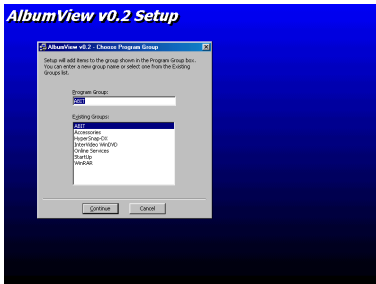 AlbumView v0.2 Setup
AlbumView v0.2 - Choose Program Group
Setup will add items to the group shown in the Program Group box.
You can enter a new group name or select one from the Existing
Groups list.
Program Group:
ABIT
Existing Groups:
ABIT
Accessories
HyperSnap-DX
InterVideo WinDVD
Online Services
StartUp
WinRAR
Continue
Cancel